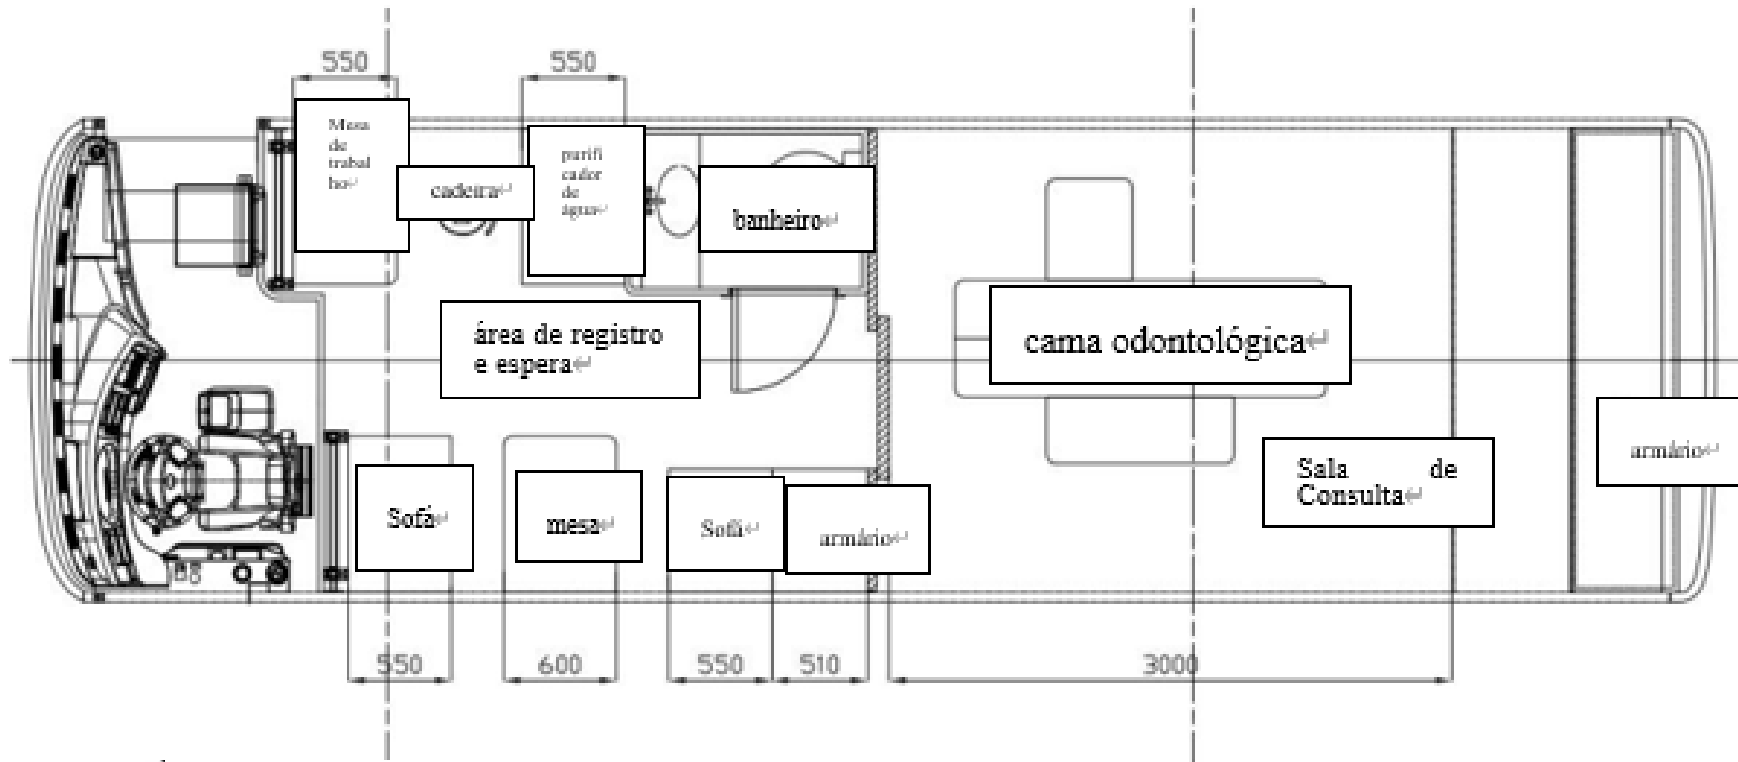 550
550
Mesa
de
trabal
ho↵
cadeira↵
purifi
cador
de
água↵
banheiro↵
área de registro
e espera↵
cama odontológica↵
Sala de
Consulta↵
armário↵
Sofá↵
mesa↵
Sofá↵
armário↵
550
600
550
510
3000